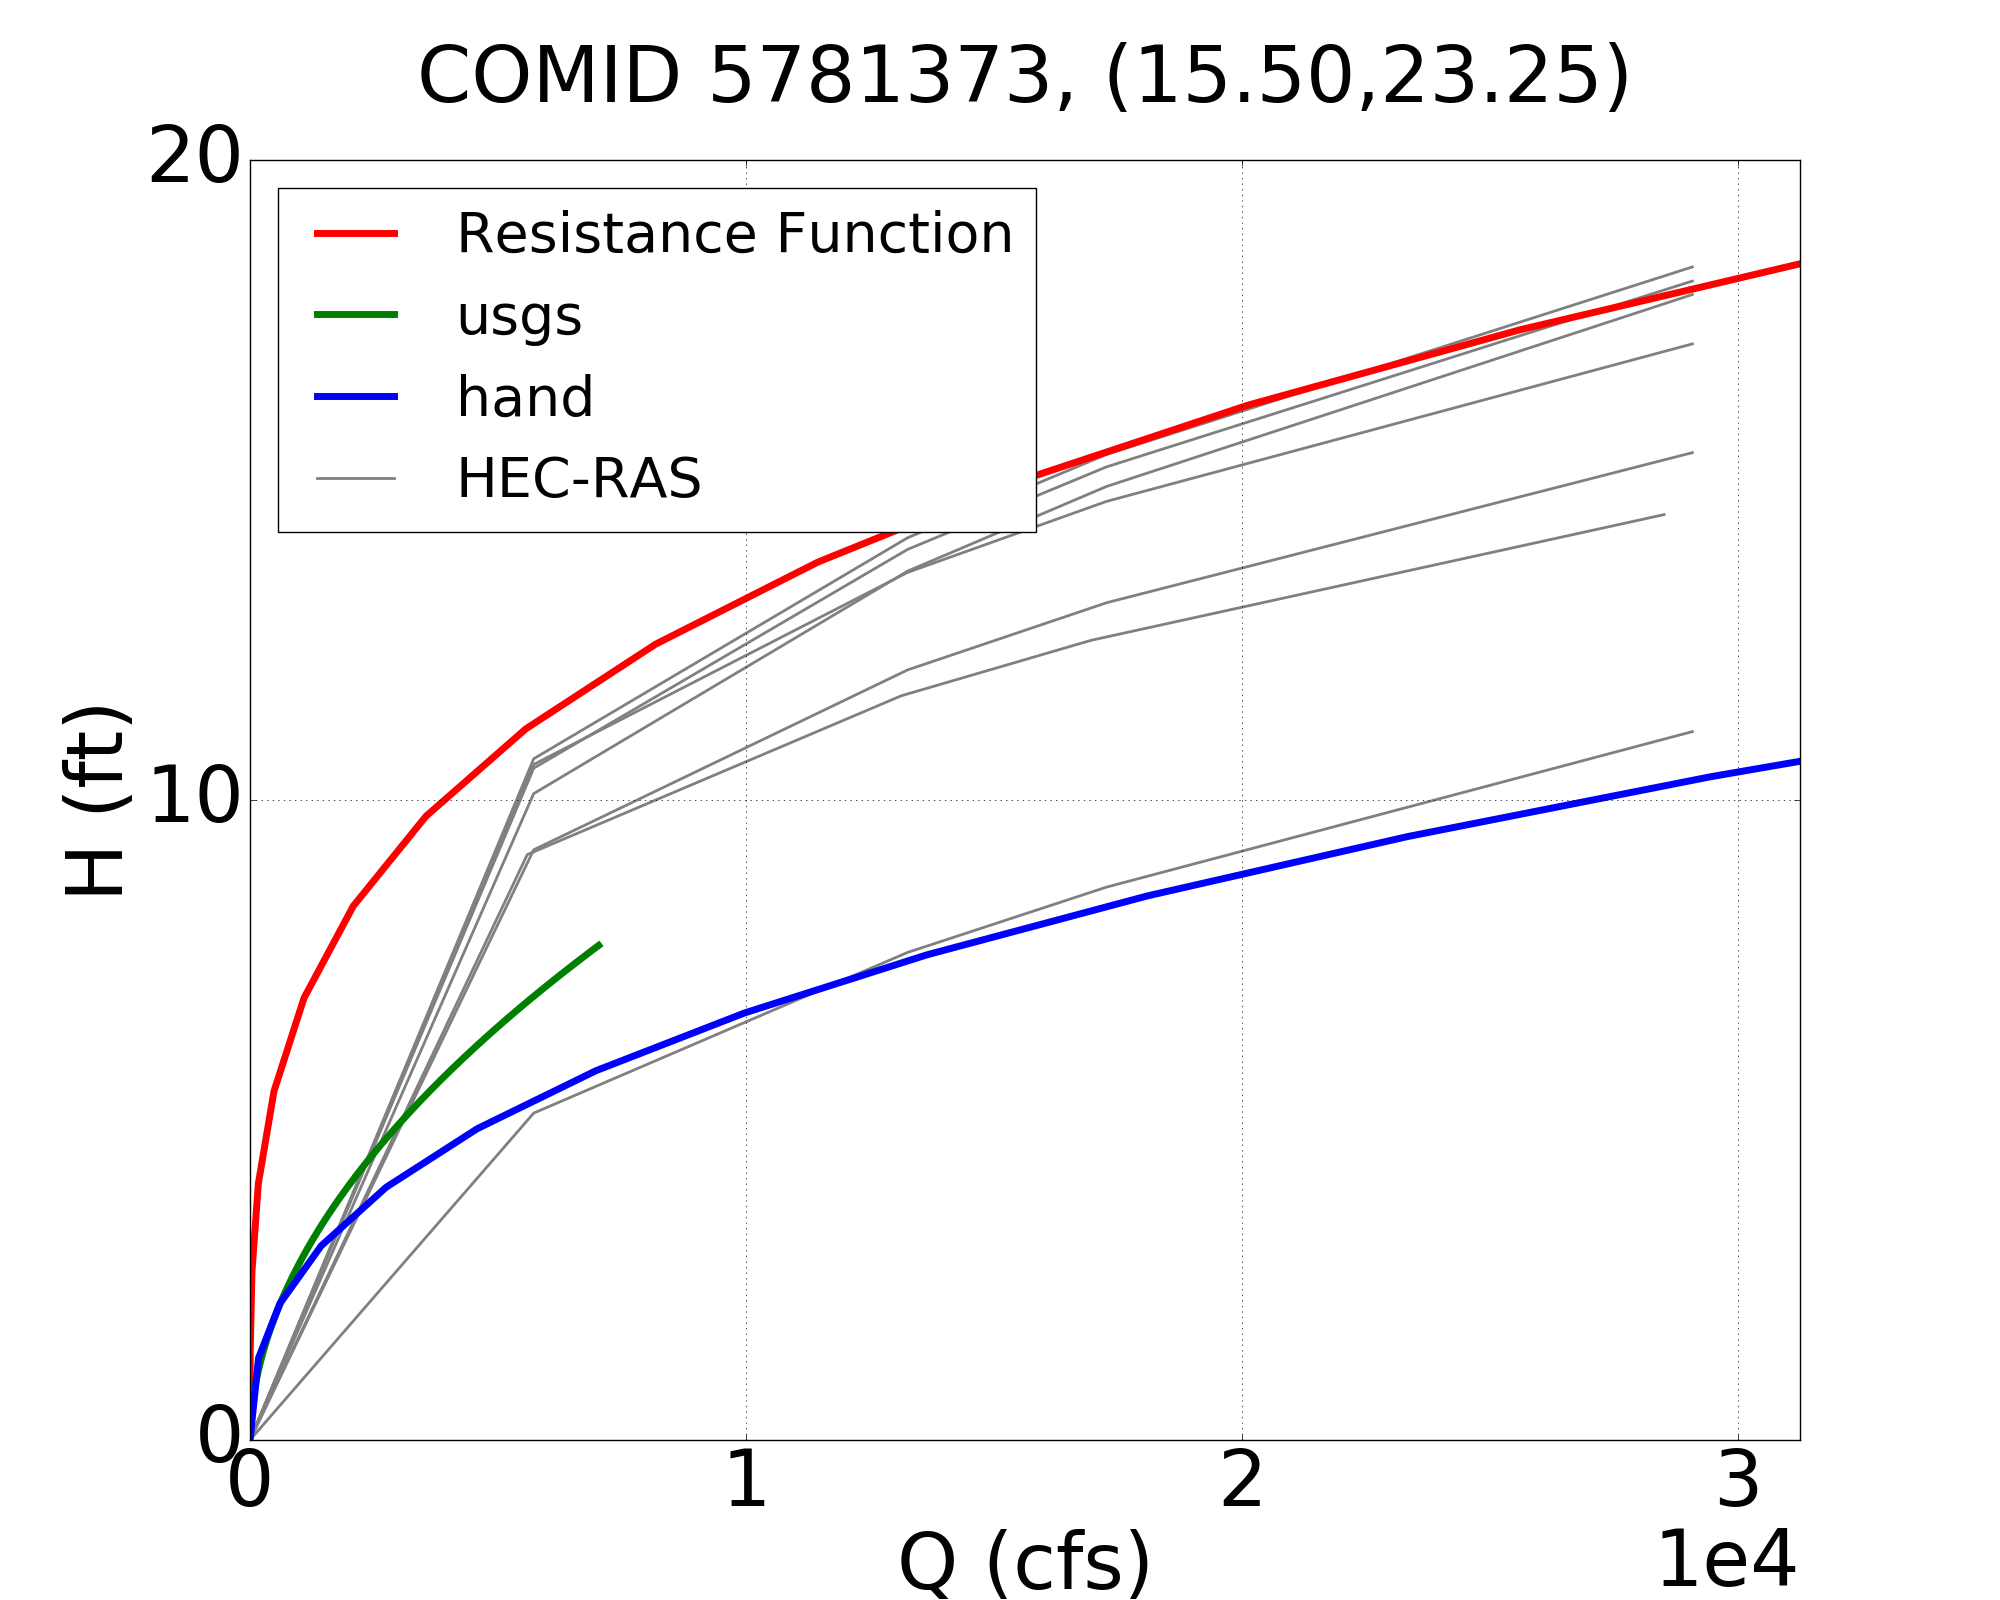 COMID 5781373, (15.50,23.25)
20
Resistance Function
usgs
hand
HEC-RAS
H (ft)
10
0
0 1 2 3
Q (cfs)
1e4